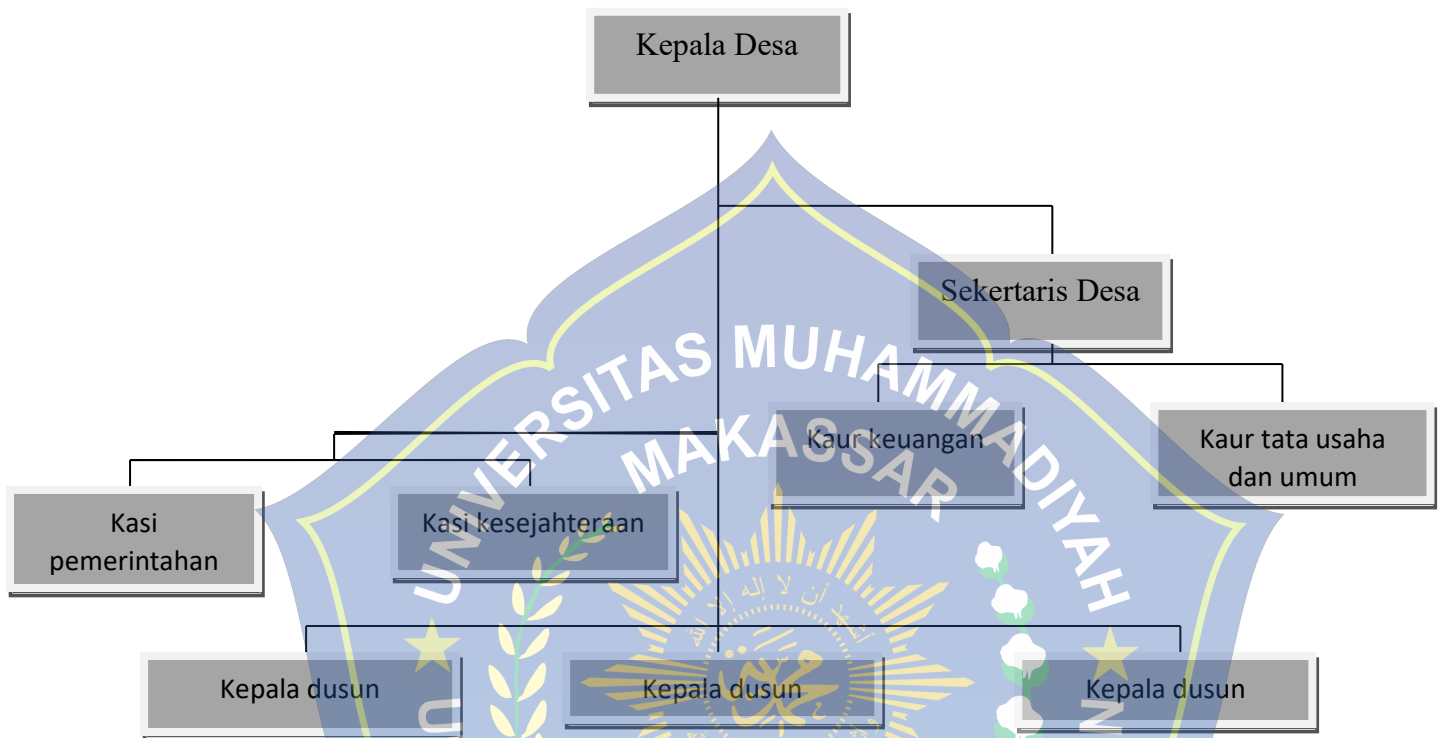 Kepala Desa
Sekertaris Desa
UNIVERSITAS MUHAMMADIYAH
MAKASSAR
Kaur keuangan
Kaur tata usaha
dan umum
Kasi
pemerintahan
Kasi kesejahteraan
Kepala dusun
Kepala dusun
Kepala dusun